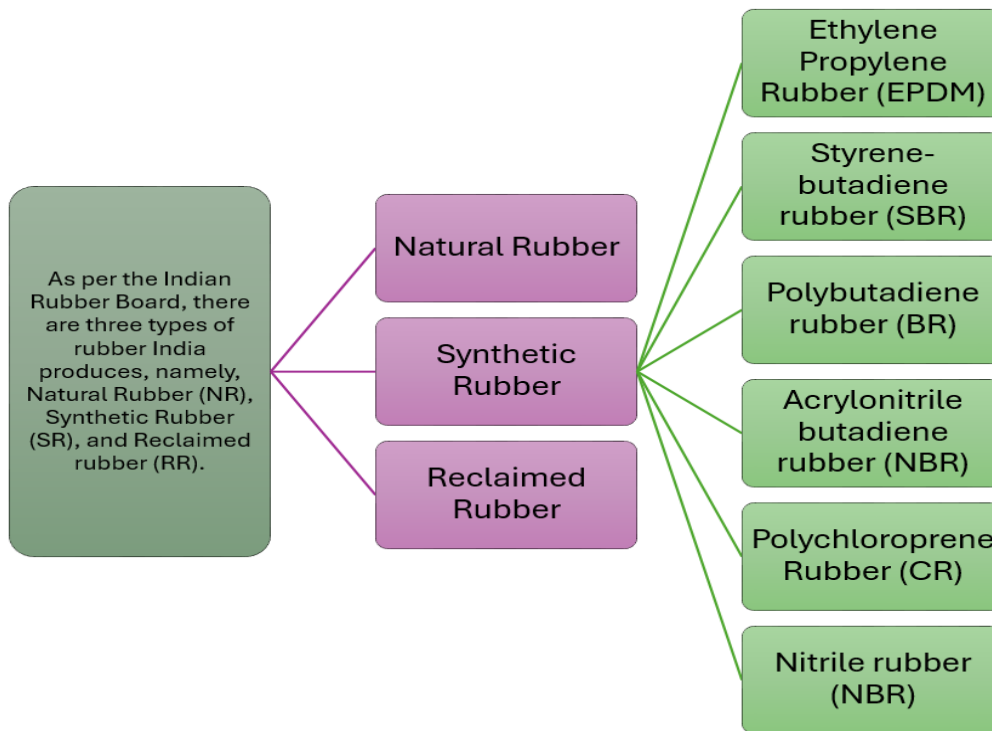 As per the Indian
Rubber Board, there
are three types of
rubber India
produces, namely,
Natural Rubber (NR),
Synthetic Rubber
(SR), and Reclaimed
rubber (RR).
Natural Rubber
Synthetic
Rubber
Reclaimed
Rubber
Ethylene
Propylene
Rubber (EPDM)
Styrene-
butadiene
rubber (SBR)
Polybutadiene
rubber (BR)
Acrylonitrile
butadiene
rubber (NBR)
Polychloroprene
Rubber (CR)
Nitrile rubber
(NBR)